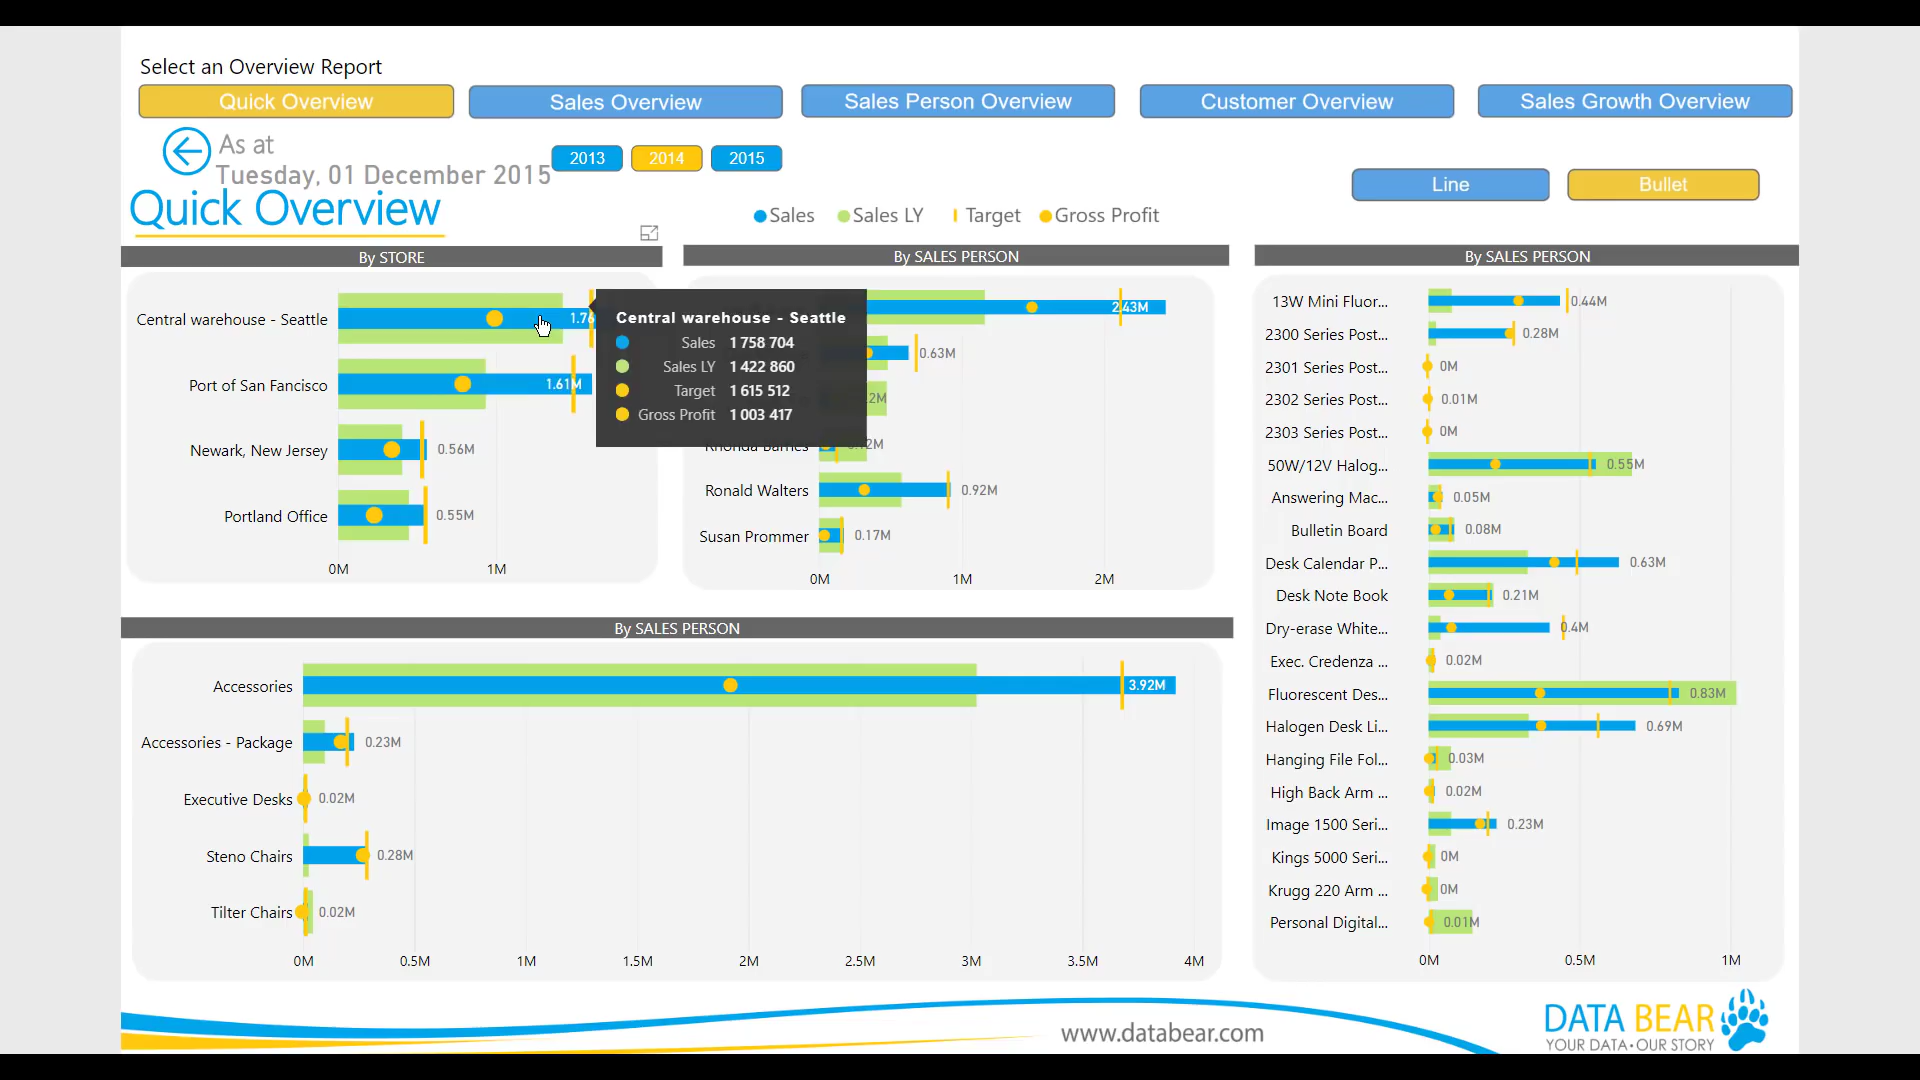 Select an Overview Report
Quick Overview
Sales Overview
Sales Person Overview
Customer Overview
Sales Growth Overview
As at
Tuesday, 01 December 2015
2013
2014
2015
Quick Overview
Line
Bullet
Sales
Sales LY
Target
Gross Profit
By STORE
Central warehouse - Seattle
1.76
Port of San Fancisco
1.61M
Newark, New Jersey
0.56M
Portland Office
0.55M
0M 1M
Central warehouse - Seattle
Sales 1 758 704
Sales LY 1 422 860
Target 1 615 512
Gross Profit 1 003 417
By SALES PERSON
2.43M
0.63M
Rhonda Barnes
Ronald Walters
0.92M
Susan Prommer
0.17M
0M 1M 2M
By SALES PERSON
Accessories
3.92M
Accessories - Package
0.23M
Executive Desks
0.02M
Steno Chairs
0.28M
Tilter Chairs
0.02M
0M 0.5M 1M 1.5M 2M 2.5M 3M 3.5M 4M
By SALES PERSON
13W Mini Fluor... 0.44M
2300 Series Post... 0.28M
2301 Series Post... 0M
2302 Series Post... 0.01M
2303 Series Post... 0M
50W/12V Halog... 0.55M
Answering Mac... 0.05M
Bulletin Board 0.08M
Desk Calendar P... 0.63M
Desk Note Book 0.21M
Dry-erase White... 0.4M
Exec. Credenza ... 0.02M
Fluorescent Des... 0.83M
Halogen Desk Li... 0.69M
Hanging File Fol... 0.03M
High Back Arm ... 0.02M
Image 1500 Seri... 0.23M
Kings 5000 Seri... 0M
Krugg 220 Arm ... 0M
Personal Digital... 0.01M
0M 0.5M 1M
www.databear.com
DATA BEAR
YOUR DATA • OUR STORY